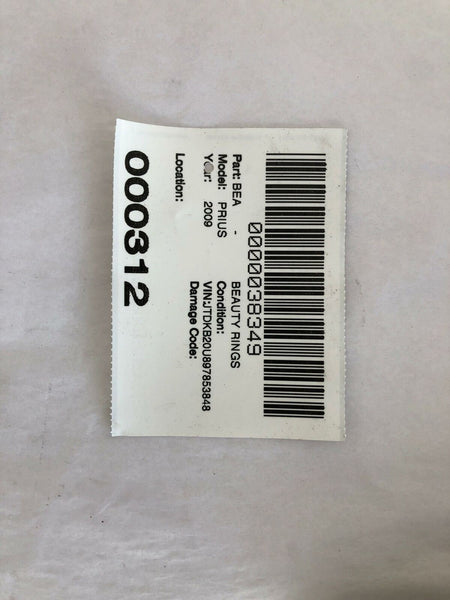 0000038349
Part: BEA - BEAUTY RINGS
Model: PRIUS Condition:
Year: 2009 VIN:JTDKB20U897853848
Damage Code:
Location:
000312